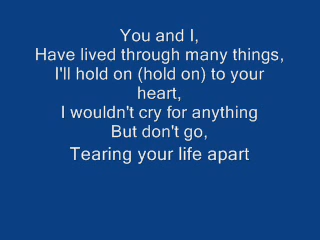 You and I,
Have lived through many things,
I'll hold on (hold on) to your
heart,
I wouldn't cry for anything
But don't go,
Tearing your life apart